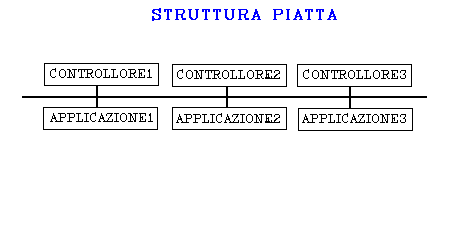 STRUTTURA PIATTA
CONTROLLORE1 CONTROLLORE2 CONTROLLORE3
APPLICAZIONE1 APPLICAZIONE2 APPLICAZIONE3